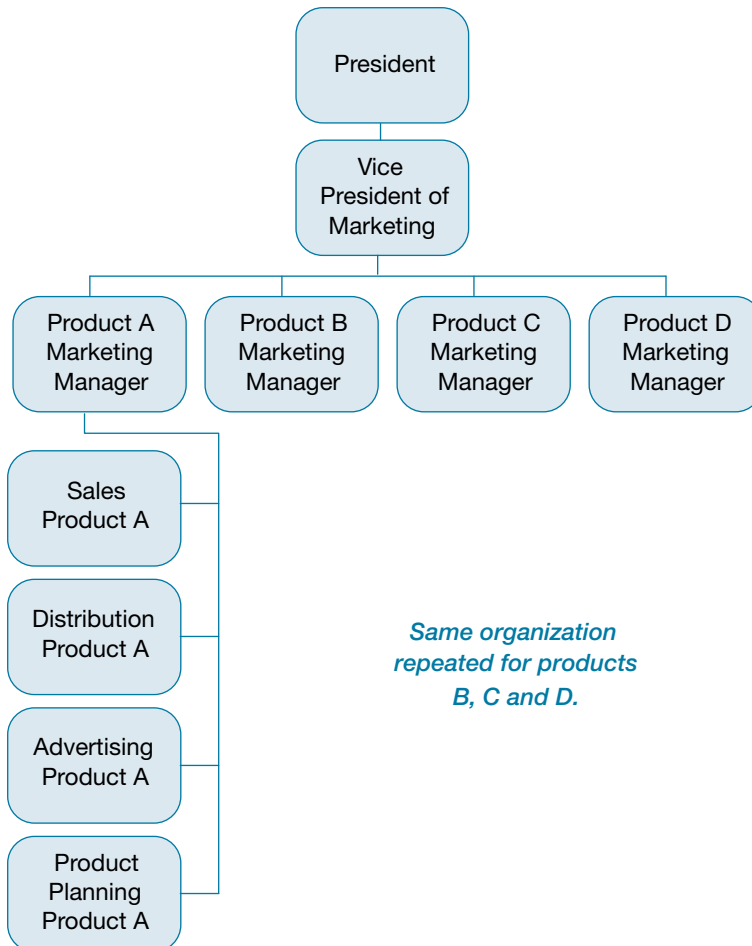 President
Vice
President of
Marketing
Product A
Marketing
Manager
Product B
Marketing
Manager
Product C
Marketing
Manager
Product D
Marketing
Manager
Sales
Product A
Distribution
Product A
Advertising
Product A
Product
Planning
Product A
Same organization
repeated for products
B, C and D.